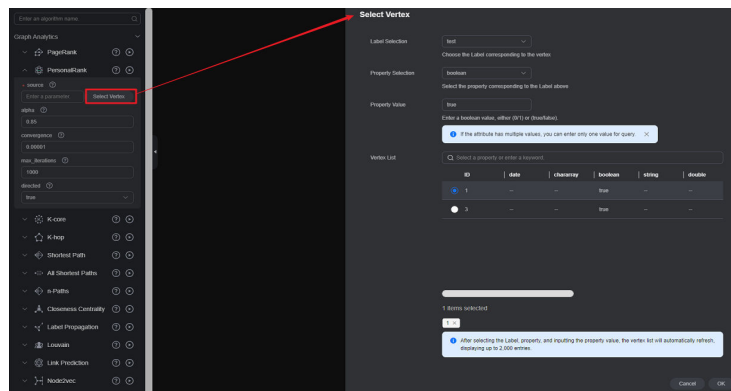 Enter an algorithm name
Graph Analytics
PageRank
PersonalRank
source
Enter a parameter
Select Vertex
alpha
0.85
convergence
0.00001
max_iterations
1000
directed
true
K-core
K-hop
Shortest Path
All Shortest Paths
n-Paths
Closeness Centrality
Label Propagation
Louvain
Link Prediction
Node2vec
Select Vertex
Label Selection
test
Choose the Label corresponding to the vertex
Property Selection
boolean
Select the property corresponding to the Label above
Property Value
true
Enter a boolean value, either (0/1) or (true/false).
If the attribute has multiple values, you can enter only one value for query.
Vertex List
Select a property or enter a keyword.
ID date chararray boolean string double
1 -- -- true -- --
3 -- -- true -- --
1 items selected
1
After selecting the Label, property, and inputting the property value, the vertex list will automatically refresh,
displaying up to 2,000 entries.
Cancel OK